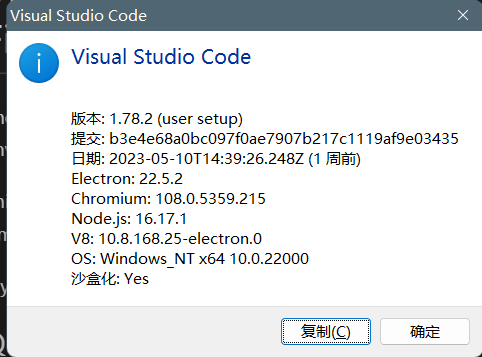 Visual Studio Code
Visual Studio Code
版本: 1.78.2 (user setup)
提交: b3e4e68a0bc097f0ae7907b217c1119af9e03435
日期: 2023-05-10T14:39:26.248Z (1 周前)
Electron: 22.5.2
Chromium: 108.0.5359.215
Node.js: 16.17.1
V8: 10.8.168.25-electron.0
OS: Windows_NT x64 10.0.22000
沙盒化: Yes
复制(C)
确定